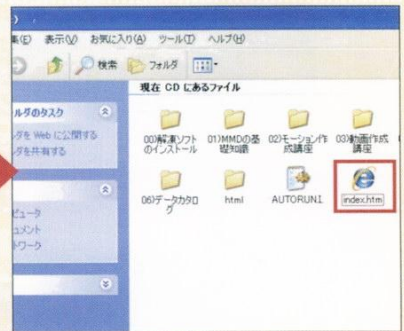 表示(V) お気に入り(A) ツール(T) ヘルプ(H)
検索 フォルダ
現在 CD にあるファイル
ルダのタスク
ダを Web に公開する
ダを共有する
ピュータ
ュメント
トワーク
00)解凍ソフト
のインストール
01)MMDの基
礎知識
02)モーション作
成講座
03)動画作成
講座
06)データカタロ
グ
html
AUTORUN.I
index.htm